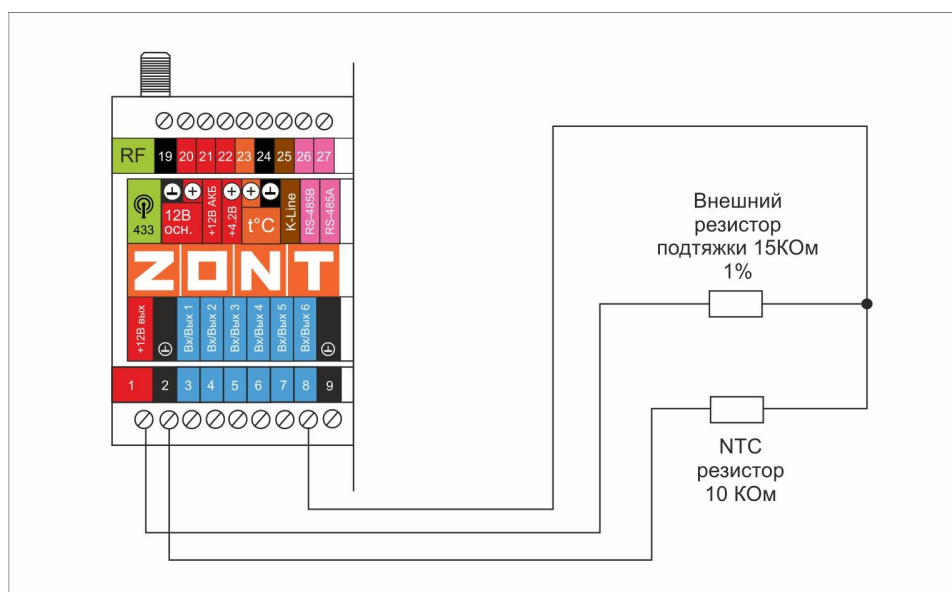 RF 19 20 21 22 23 24 25 26 27
433
12В
осн.
+12В АКБ
+4.2В
t°C
K-Line
RS-485B
RS-485A
ZONT
+12В вых
Вх/Вых 1
Вх/Вых 2
Вх/Вых 3
Вх/Вых 4
Вх/Вых 5
Вх/Вых 6
1 2 3 4 5 6 7 8 9
Внешний
резистор
подтяжки 15КОм
1%
NTC
резистор
10 КОм